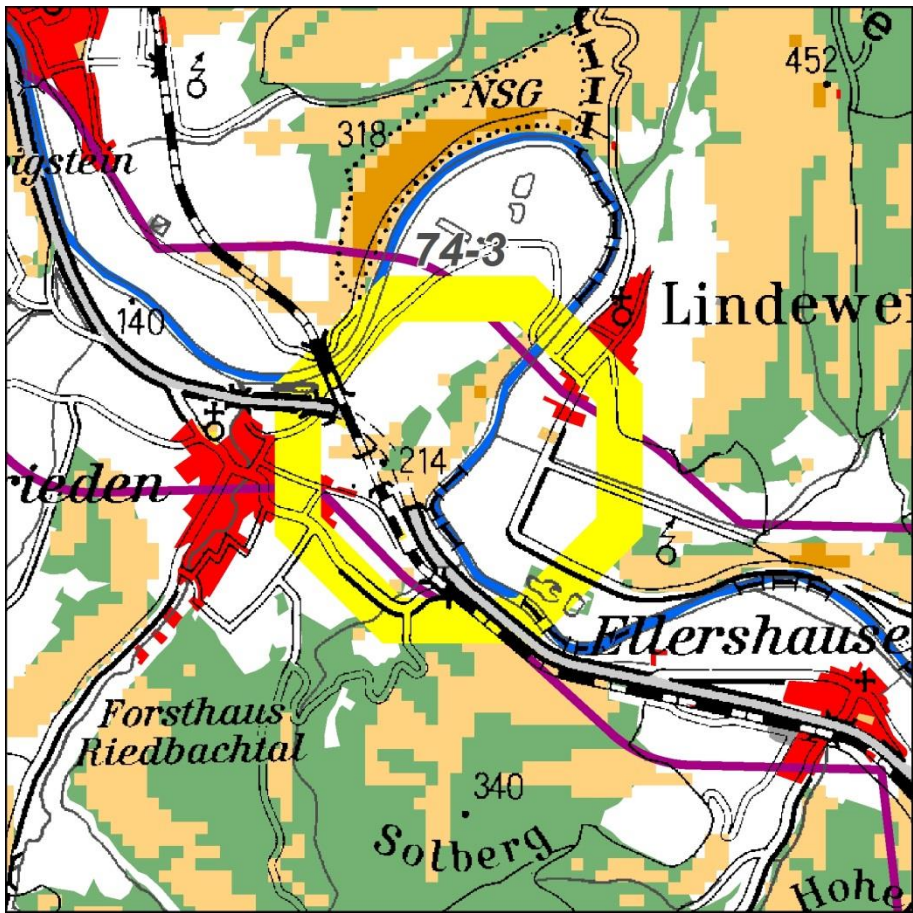 452
NSG
318
igstein
74-3
140
Lindewer
214
rieden
Ellershause
Forsthaus
Riedbachtal
340
Solberg
Hohe